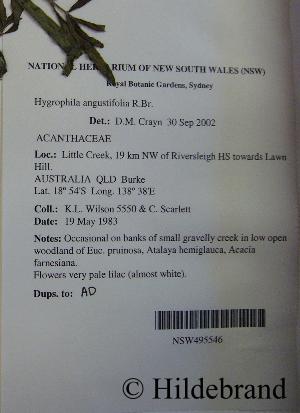 NATIONAL HERBARIUM OF NEW SOUTH WALES (NSW)
Royal Botanic Gardens, Sydney
Hygrophila angustifolia R.Br.
Det.: D.M. Crayn 30 Sep 2002
ACANTHACEAE
Loc.: Little Creek, 19 km NW of Riversleigh HS towards Lawn
Hill.
AUSTRALIA QLD Burke
Lat. 18° 54'S Long. 138° 38'E
Coll.: K.L. Wilson 5550 & C. Scarlett
Date: 19 May 1983
Notes: Occasional on banks of small gravelly creek in low open
woodland of Euc. pruinosa, Atalaya hemiglauca, Acacia
farnesiana.
Flowers very pale lilac (almost white).
Dups. to: AD
NSW495546
© Hildebrand